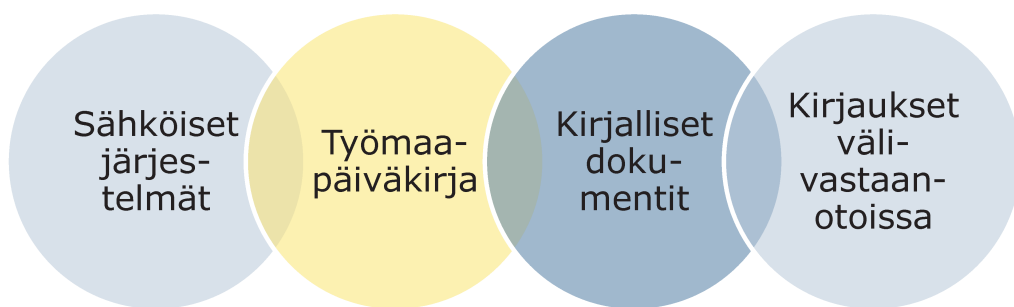 Sähköiset
järjes-
telmät
Työmaa-
päiväkirja
Kirjalliset
doku-
mentit
Kirjaukset
väli-
vastaan-
otoissa